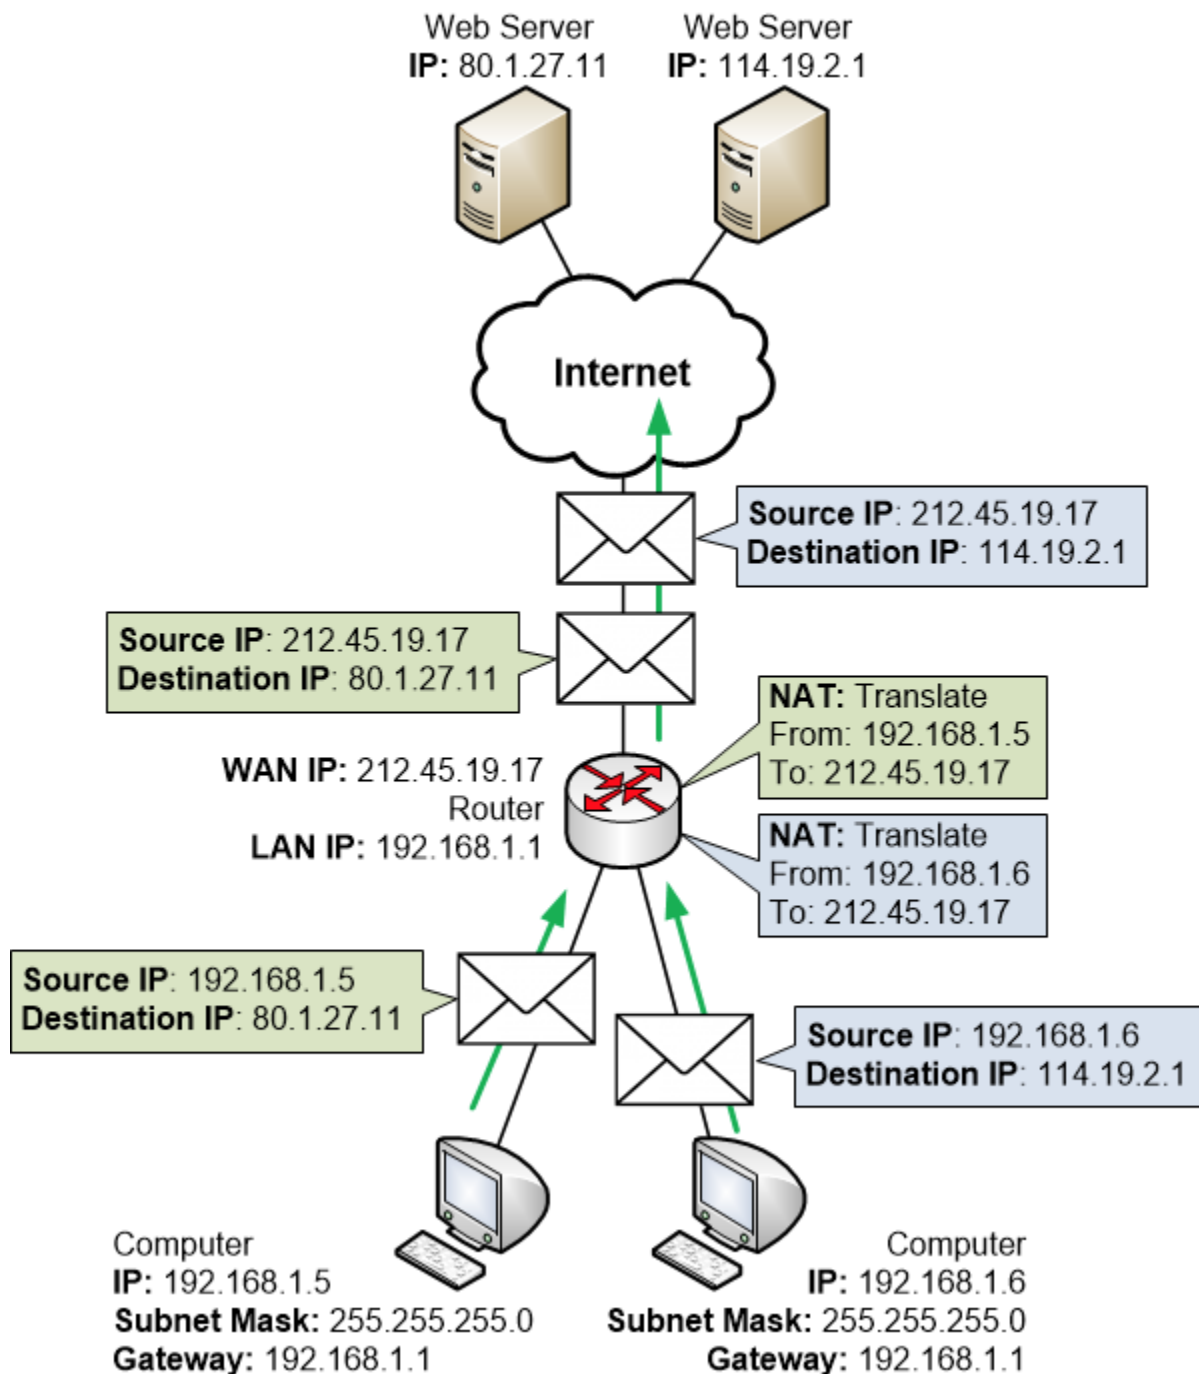 Web Server
IP: 80.1.27.11
Web Server
IP: 114.19.2.1
Internet
Source IP: 212.45.19.17
Destination IP: 114.19.2.1
Source IP: 212.45.19.17
Destination IP: 80.1.27.11
NAT: Translate
From: 192.168.1.5
To: 212.45.19.17
WAN IP: 212.45.19.17
Router
LAN IP: 192.168.1.1
NAT: Translate
From: 192.168.1.6
To: 212.45.19.17
Source IP: 192.168.1.5
Destination IP: 80.1.27.11
Source IP: 192.168.1.6
Destination IP: 114.19.2.1
Computer
IP: 192.168.1.5
Subnet Mask: 255.255.255.0
Gateway: 192.168.1.1
Computer
IP: 192.168.1.6
Subnet Mask: 255.255.255.0
Gateway: 192.168.1.1